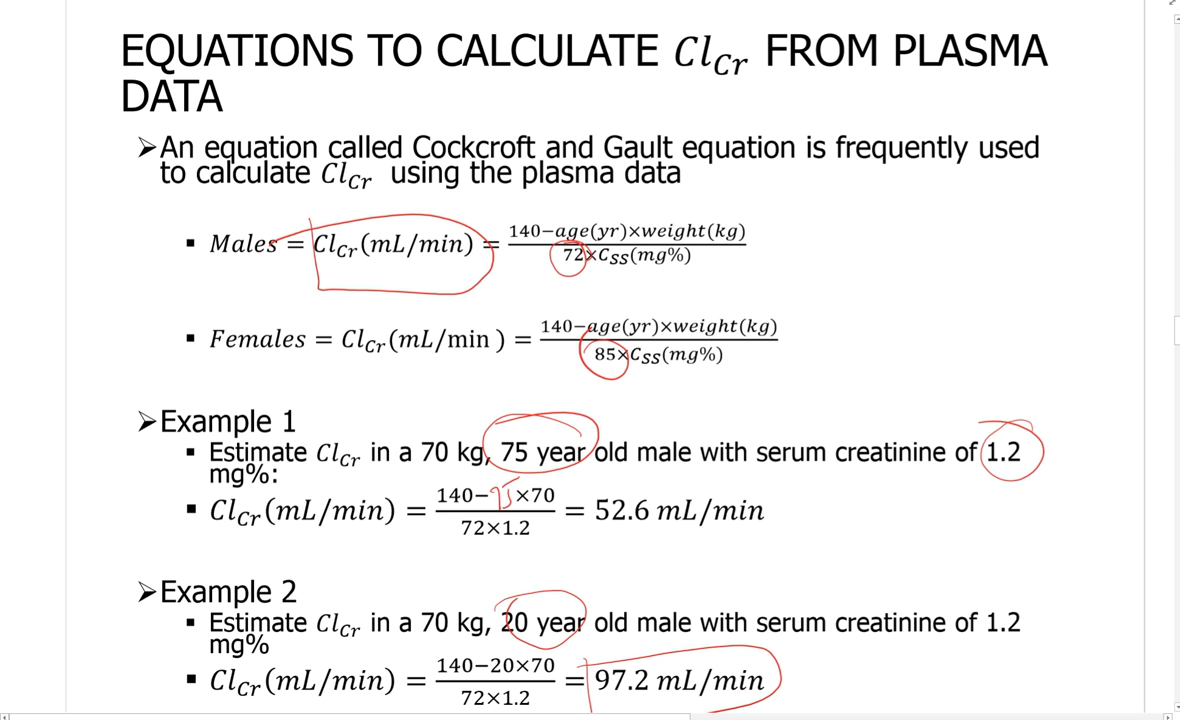 EQUATIONS TO CALCULATE Cl_Cr FROM PLASMA
DATA
➢An equation called Cockcroft and Gault equation is frequently used
to calculate Cl_Cr using the plasma data
▪ Males = Cl_Cr(mL/min) = 140−age(yr)×weight(kg) / 72×C_SS(mg%)
▪ Females = Cl_Cr(mL/min ) = 140−age(yr)×weight(kg) / 85×C_SS(mg%)
➢Example 1
▪ Estimate Cl_Cr in a 70 kg, 75 year old male with serum creatinine of 1.2
mg%:
▪ Cl_Cr(mL/min) = 140−75×70 / 72×1.2 = 52.6 mL/min
➢Example 2
▪ Estimate Cl_Cr in a 70 kg, 20 year old male with serum creatinine of 1.2
mg%
▪ Cl_Cr(mL/min) = 140−20×70 / 72×1.2 = 97.2 mL/min